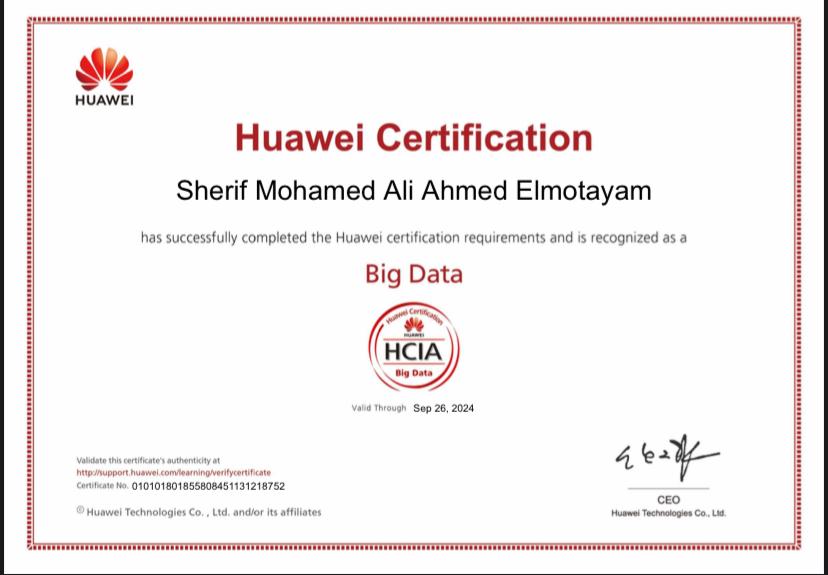 HUAWEI
Huawei Certification
Sherif Mohamed Ali Ahmed Elmotayam
has successfully completed the Huawei certification requirements and is recognized as a
Big Data
Huawei Certification
HUAWEI
HCIA
Big Data
Valid Through Sep 26, 2024
Validate this certificate's authenticity at
http://support.huawei.com/learning/verifycertificate
Certificate No. 010101801855808451131218752
© Huawei Technologies Co. , Ltd. and/or its affiliates
CEO
Huawei Technologies Co., Ltd.